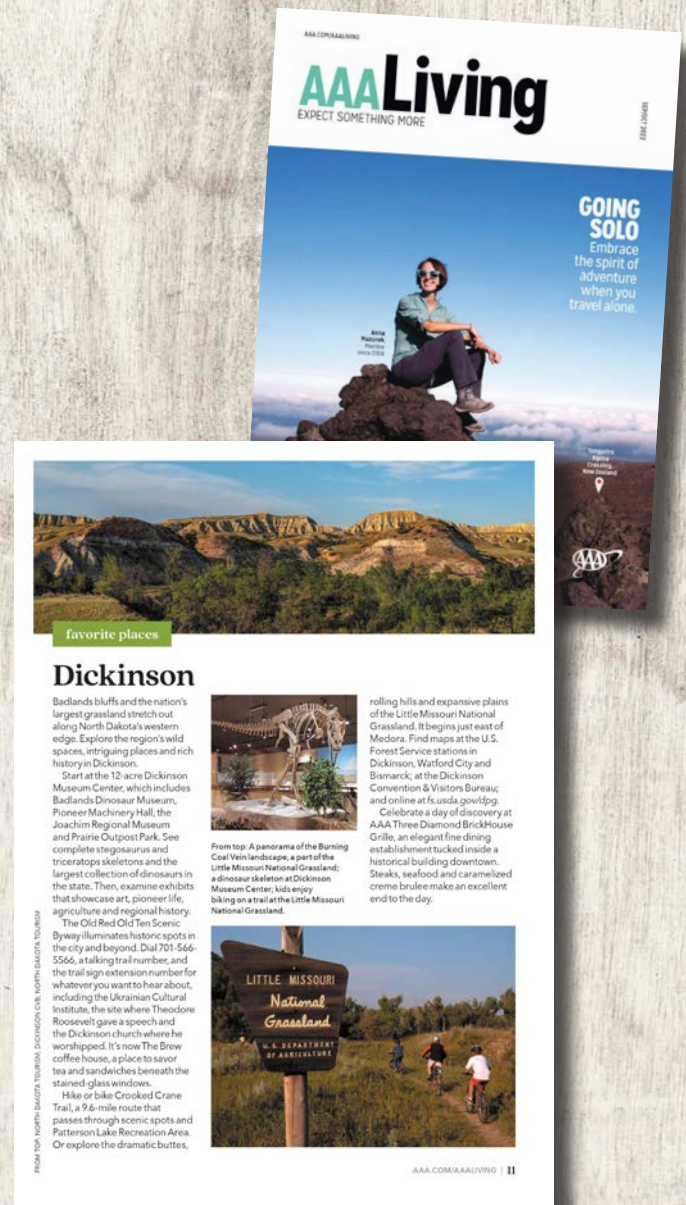 AAA.COM/AAALIVING
AAALiving
EXPECT SOMETHING MORE
SEP/OCT 2022
GOING
SOLO
Embrace
the spirit of
adventure
when you
travel alone.
Anna
Mazurek,
Member
since 2008
Tongariro
Alpine
Crossing,
New Zealand
AAA
favorite places
Dickinson
Badlands bluffs and the nation's
largest grassland stretch out
along North Dakota's western
edge. Explore the region's wild
spaces, intriguing places and rich
history in Dickinson.
Start at the 12-acre Dickinson
Museum Center, which includes
Badlands Dinosaur Museum,
Pioneer Machinery Hall, the
Joachim Regional Museum
and Prairie Outpost Park. See
complete stegosaurus and
triceratops skeletons and the
largest collection of dinosaurs in
the state. Then, examine exhibits
that showcase art, pioneer life,
agriculture and regional history.
The Old Red Old Ten Scenic
Byway illuminates historic spots in
the city and beyond. Dial 701-566-
5566, a talking trail number, and
the trail sign extension number for
whatever you want to hear about,
including the Ukrainian Cultural
Institute, the site where Theodore
Roosevelt gave a speech and
the Dickinson church where he
worshipped. It's now The Brew
coffee house, a place to savor
tea and sandwiches beneath the
stained-glass windows.
Hike or bike Crooked Crane
Trail, a 9.6-mile route that
passes through scenic spots and
Patterson Lake Recreation Area.
Or explore the dramatic buttes,
From top: A panorama of the Burning
Coal Vein landscape, a part of the
Little Missouri National Grassland;
a dinosaur skeleton at Dickinson
Museum Center; kids enjoy
biking on a trail at the Little Missouri
National Grassland.
rolling hills and expansive plains
of the Little Missouri National
Grassland. It begins just east of
Medora. Find maps at the U.S.
Forest Service stations in
Dickinson, Watford City and
Bismarck; at the Dickinson
Convention & Visitors Bureau;
and online at fs.usda.gov/dpg.
Celebrate a day of discovery at
AAA Three Diamond BrickHouse
Grille, an elegant fine dining
establishment tucked inside a
historical building downtown.
Steaks, seafood and caramelized
creme brulee make an excellent
end to the day.
LITTLE MISSOURI
National
Grassland
U.S. DEPARTMENT
OF AGRICULTURE
FROM TOP: NORTH DAKOTA TOURISM; DICKINSON CVB; NORTH DAKOTA TOURISM
AAA.COM/AAALIVING | 11